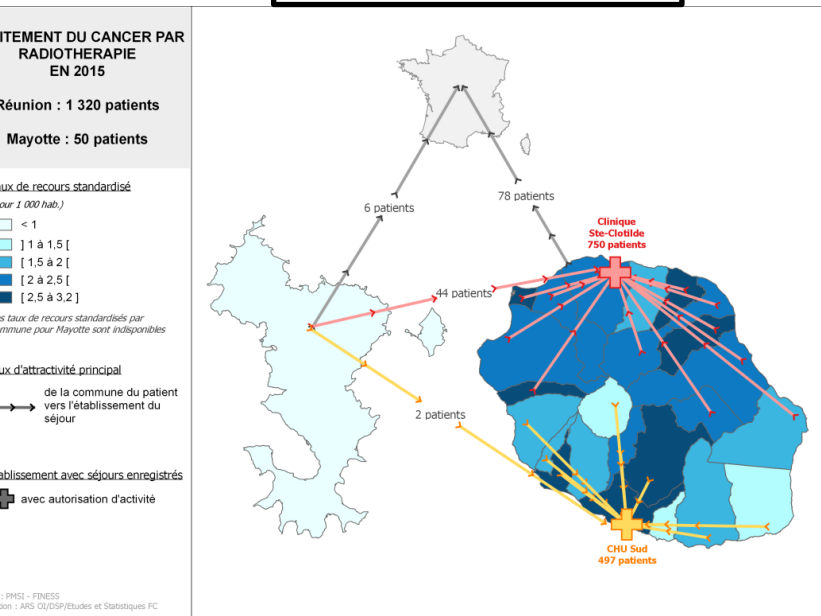 ITEMENT DU CANCER PAR
RADIOTHERAPIE
EN 2015
Réunion : 1 320 patients
Mayotte : 50 patients
aux de recours standardisé
our 1 000 hab.)
< 1
] 1 à 1,5 [
[ 1,5 à 2 [
[ 2 à 2,5 [
[ 2,5 à 3,2 ]
es taux de recours standardisés par
ommune pour Mayotte sont indisponibles
ux d'attractivité principal
de la commune du patient
vers l'établissement du
séjour
ablissement avec séjours enregistrés
avec autorisation d'activité
: PMSI - FINESS
ion : ARS OI/DSP/Etudes et Statistiques FC
6 patients
78 patients
Clinique
Ste-Clotilde
750 patients
44 patients
2 patients
CHU Sud
497 patients